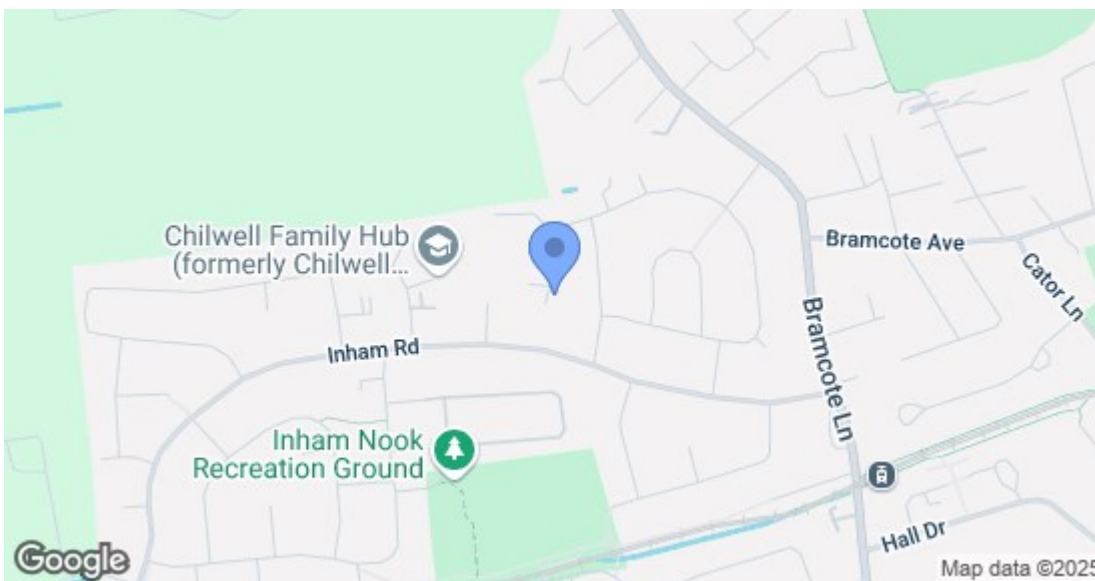 Chilwell Family Hub
(formerly Chilwell...
Bramcote Ave
Cator Ln
Inham Rd
Bramcote Ln
Inham Nook
Recreation Ground
Hall Dr
Google
Map data ©2025